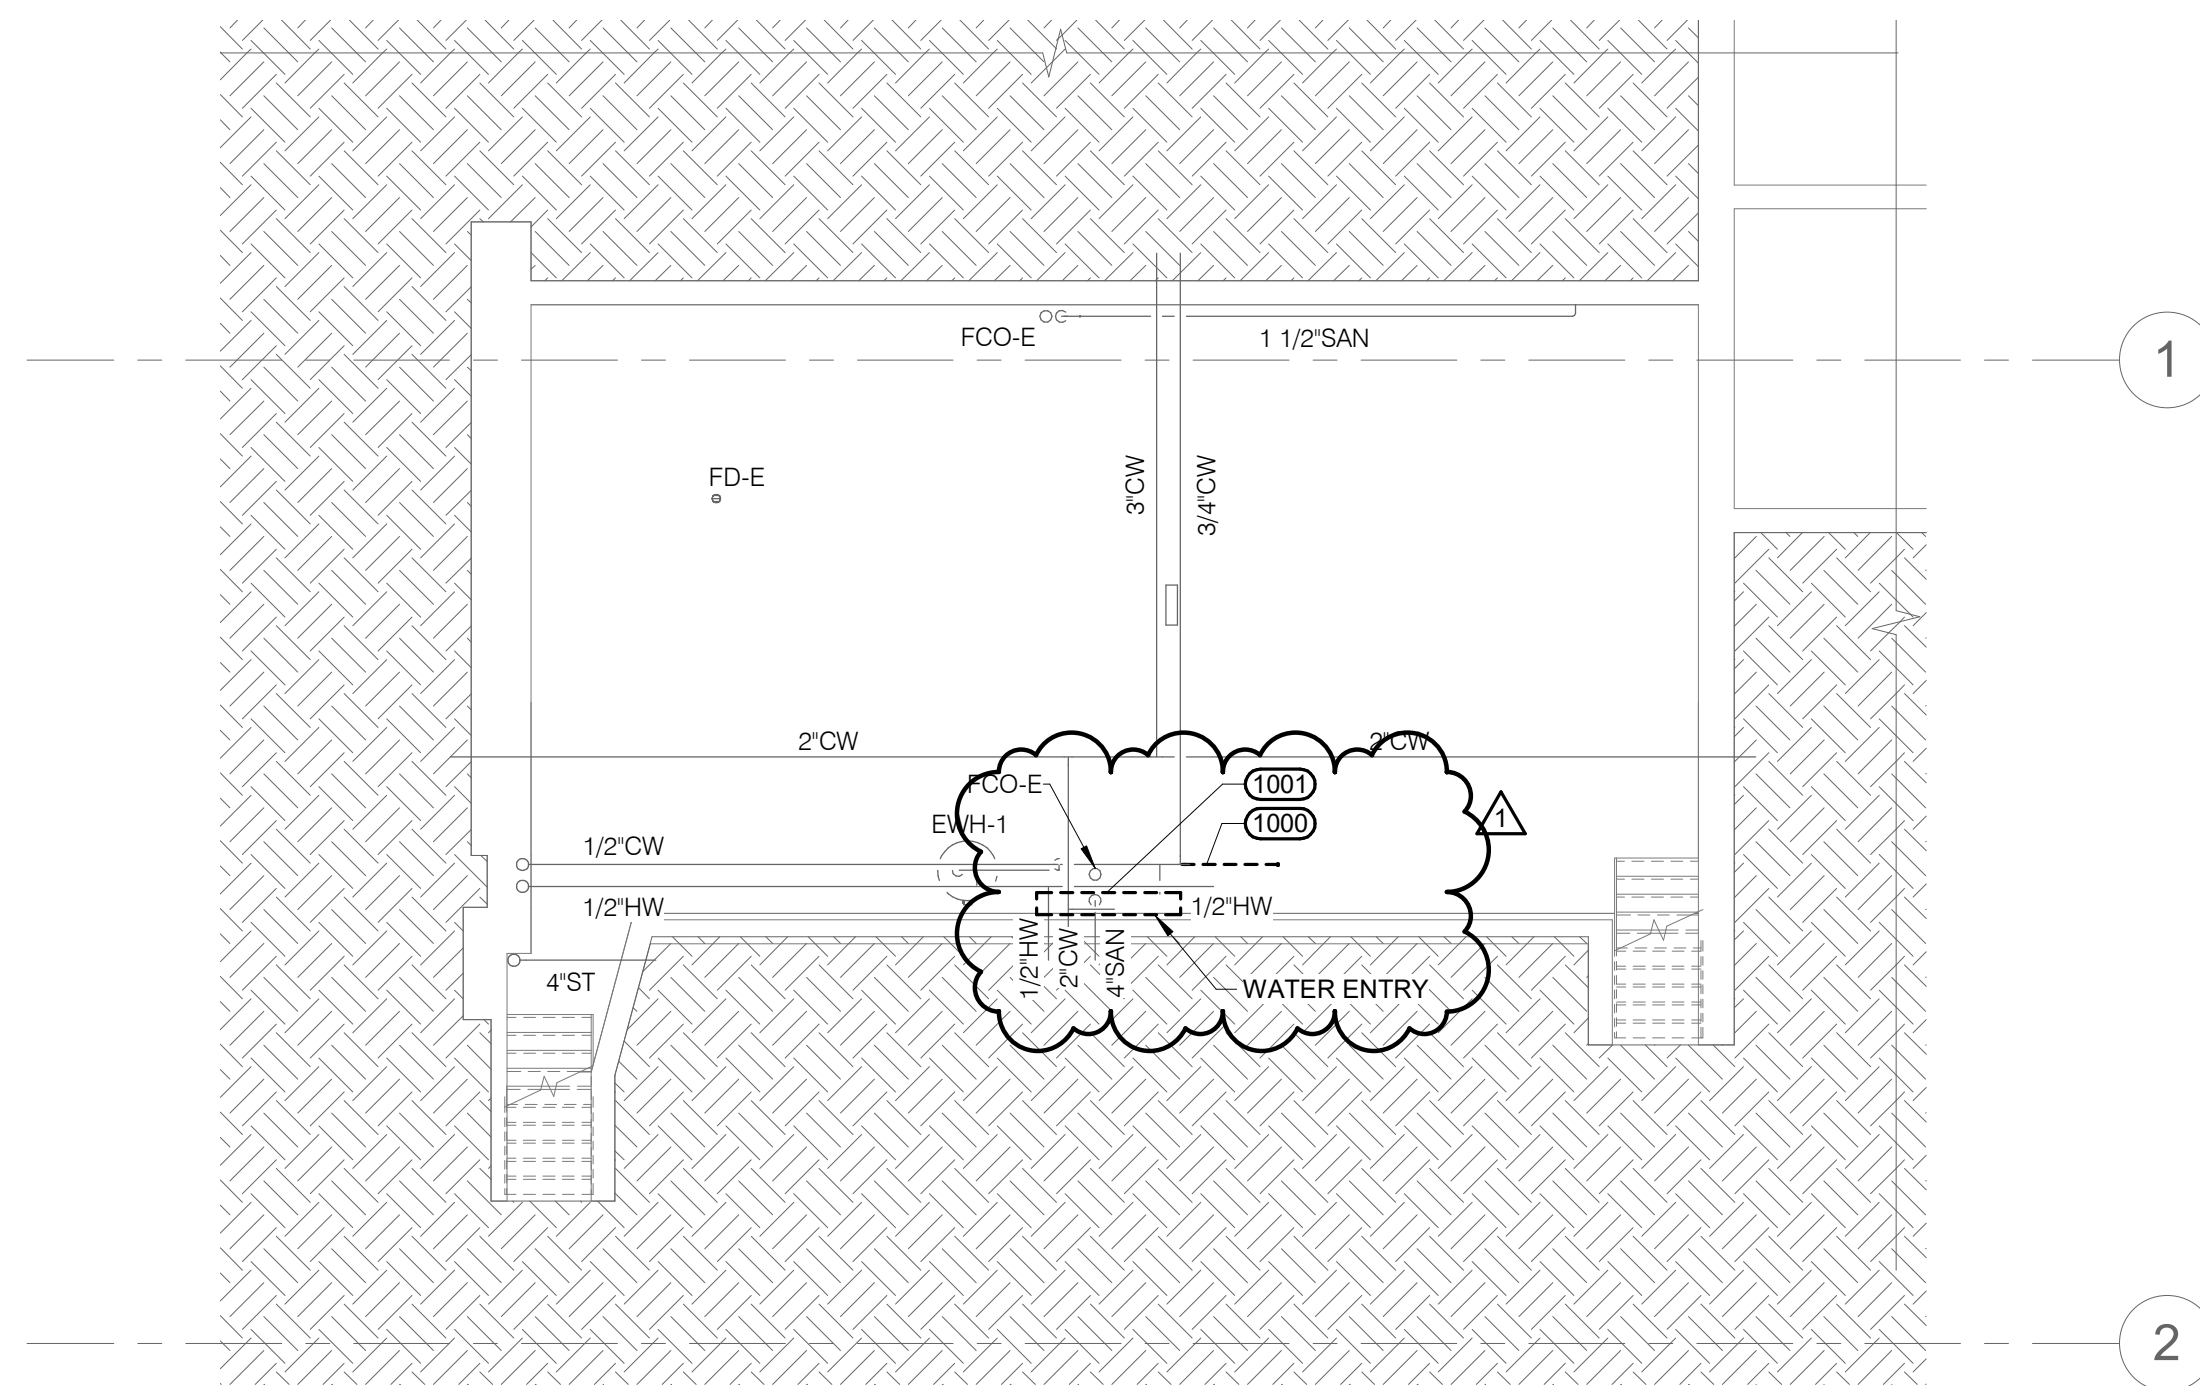 FCO-E
1 1/2"SAN
1
FD-E
3"CW
3/4"CW
2"CW
2"CW
FCO-E
1001
1000
1
EWH-1
1/2"CW
1/2"HW
1/2"HW
1/2"HW
2"CW
4"SAN
4"ST
WATER ENTRY
2